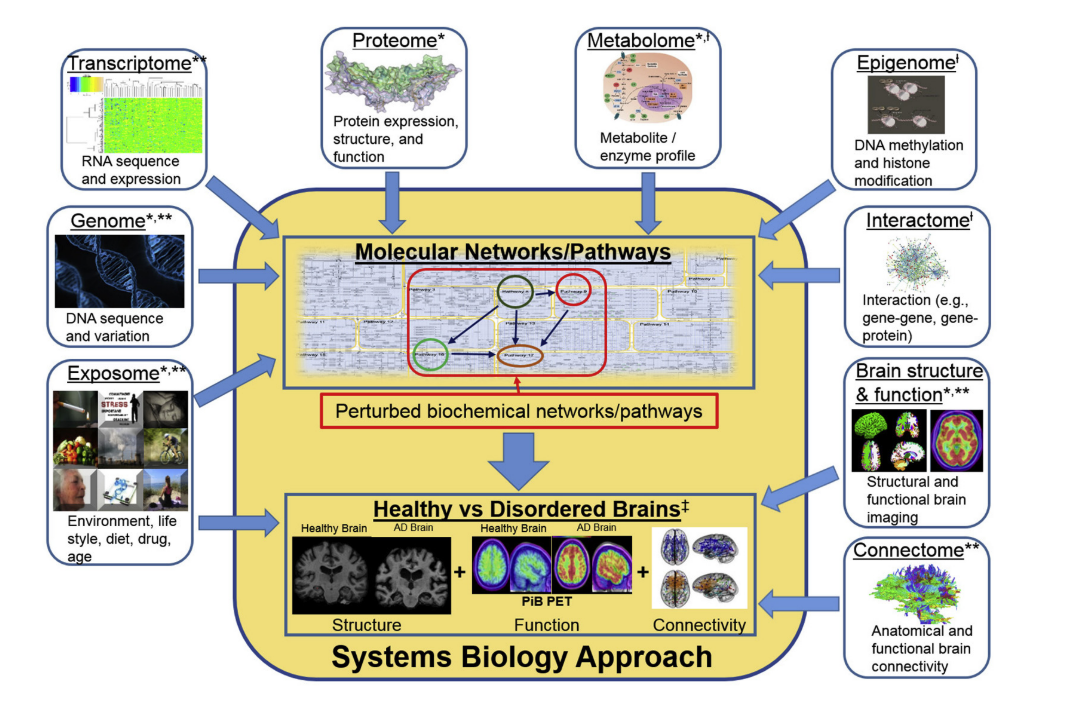 Transcriptome**
RNA sequence
and expression
Proteome*
Protein expression,
structure, and
function
Metabolome*,ƚ
Metabolite /
enzyme profile
Epigenomeƚ
DNA methylation
and histone
modification
Genome*,**
DNA sequence
and variation
Molecular Networks/Pathways
Perturbed biochemical networks/pathways
Interactomeƚ
Interaction (e.g.,
gene-gene, gene-
protein)
Exposome*,**
STRESS
Environment, life
style, diet, drug,
age
Brain structure
& function*,**
Structural and
functional brain
imaging
Healthy vs Disordered Brains‡
Healthy Brain
AD Brain
Healthy Brain
AD Brain
+
+
PiB PET
Structure
Function
Connectivity
Connectome**
Anatomical and
functional brain
connectivity
Systems Biology Approach